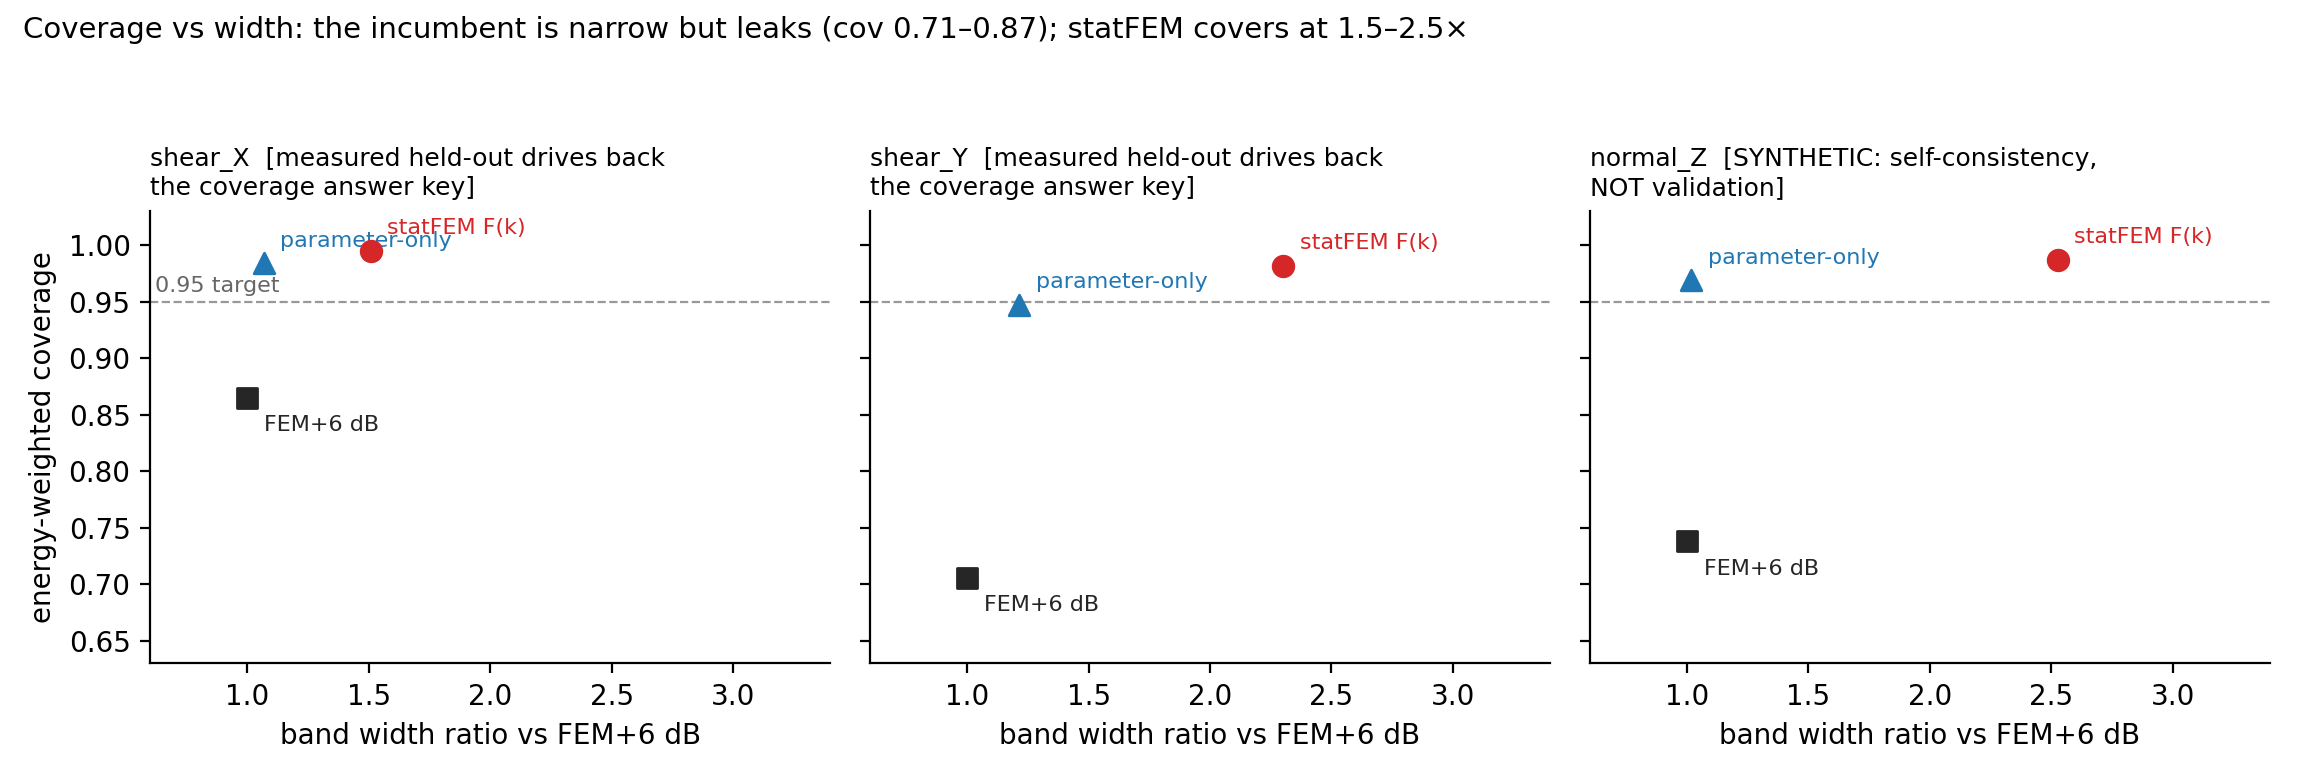 Coverage vs width: the incumbent is narrow but leaks (cov 0.71–0.87); statFEM covers at 1.5–2.5×
shear_X  [measured held-out drives back
the coverage answer key]
statFEM F(k)
parameter-only
0.95 target
FEM+6 dB
energy-weighted coverage
1.00
0.95
0.90
0.85
0.80
0.75
0.70
0.65
1.0 1.5 2.0 2.5 3.0
band width ratio vs FEM+6 dB
shear_Y  [measured held-out drives back
the coverage answer key]
statFEM F(k)
parameter-only
FEM+6 dB
1.0 1.5 2.0 2.5 3.0
band width ratio vs FEM+6 dB
normal_Z  [SYNTHETIC: self-consistency,
NOT validation]
statFEM F(k)
parameter-only
FEM+6 dB
1.0 1.5 2.0 2.5 3.0
band width ratio vs FEM+6 dB